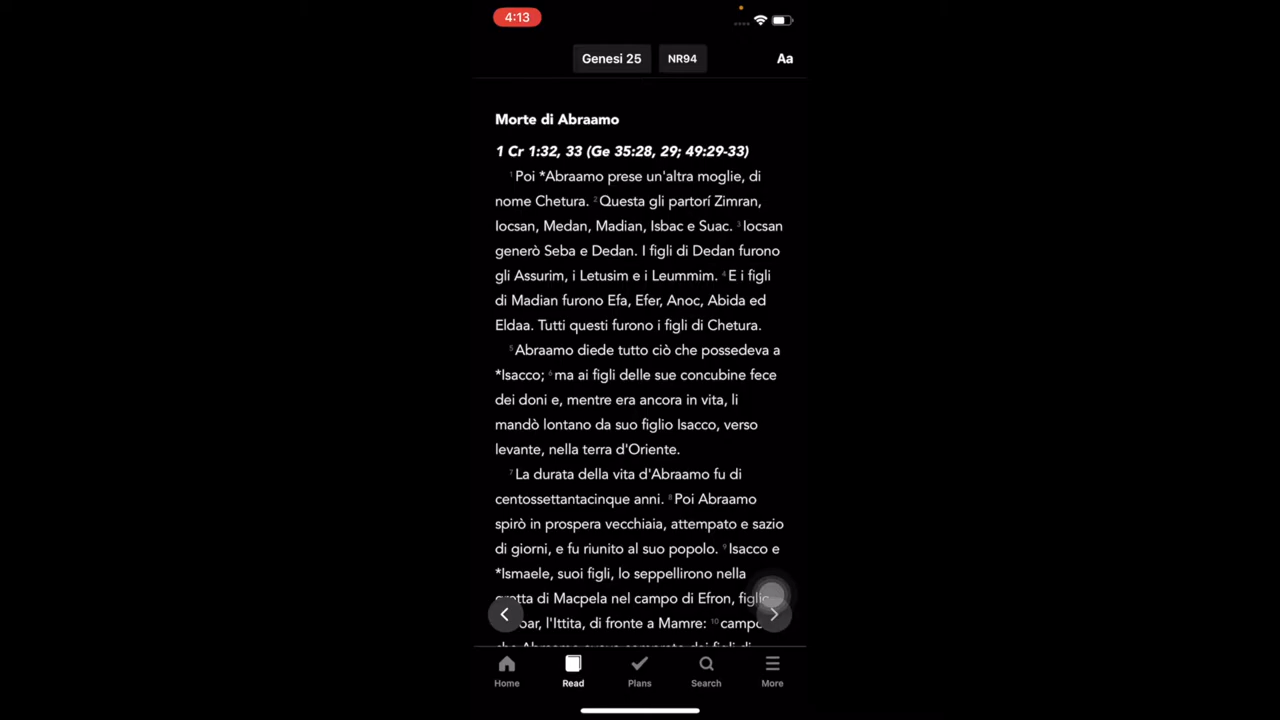 4:13
Genesi 25 NR94 Aa
Morte di Abraamo
1 Cr 1:32, 33 (Ge 35:28, 29; 49:29-33)
1 Poi *Abraamo prese un'altra moglie, di
nome Chetura. 2 Questa gli partorí Zimran,
Iocsan, Medan, Madian, Isbac e Suac. 3 Iocsan
generò Seba e Dedan. I figli di Dedan furono
gli Assurim, i Letusim e i Leummim. 4 E i figli
di Madian furono Efa, Efer, Anoc, Abida ed
Eldaa. Tutti questi furono i figli di Chetura.
5 Abraamo diede tutto ciò che possedeva a
*Isacco; 6 ma ai figli delle sue concubine fece
dei doni e, mentre era ancora in vita, li
mandò lontano da suo figlio Isacco, verso
levante, nella terra d'Oriente.
7 La durata della vita d'Abraamo fu di
centossettantacinque anni. 8 Poi Abraamo
spirò in prospera vecchiaia, attempato e sazio
di giorni, e fu riunito al suo popolo. 9 Isacco e
*Ismaele, suoi figli, lo seppellirono nella
grotta di Macpela nel campo di Efron, figlio
oar, l'Ittita, di fronte a Mamre: 10 campo
Home Read Plans Search More